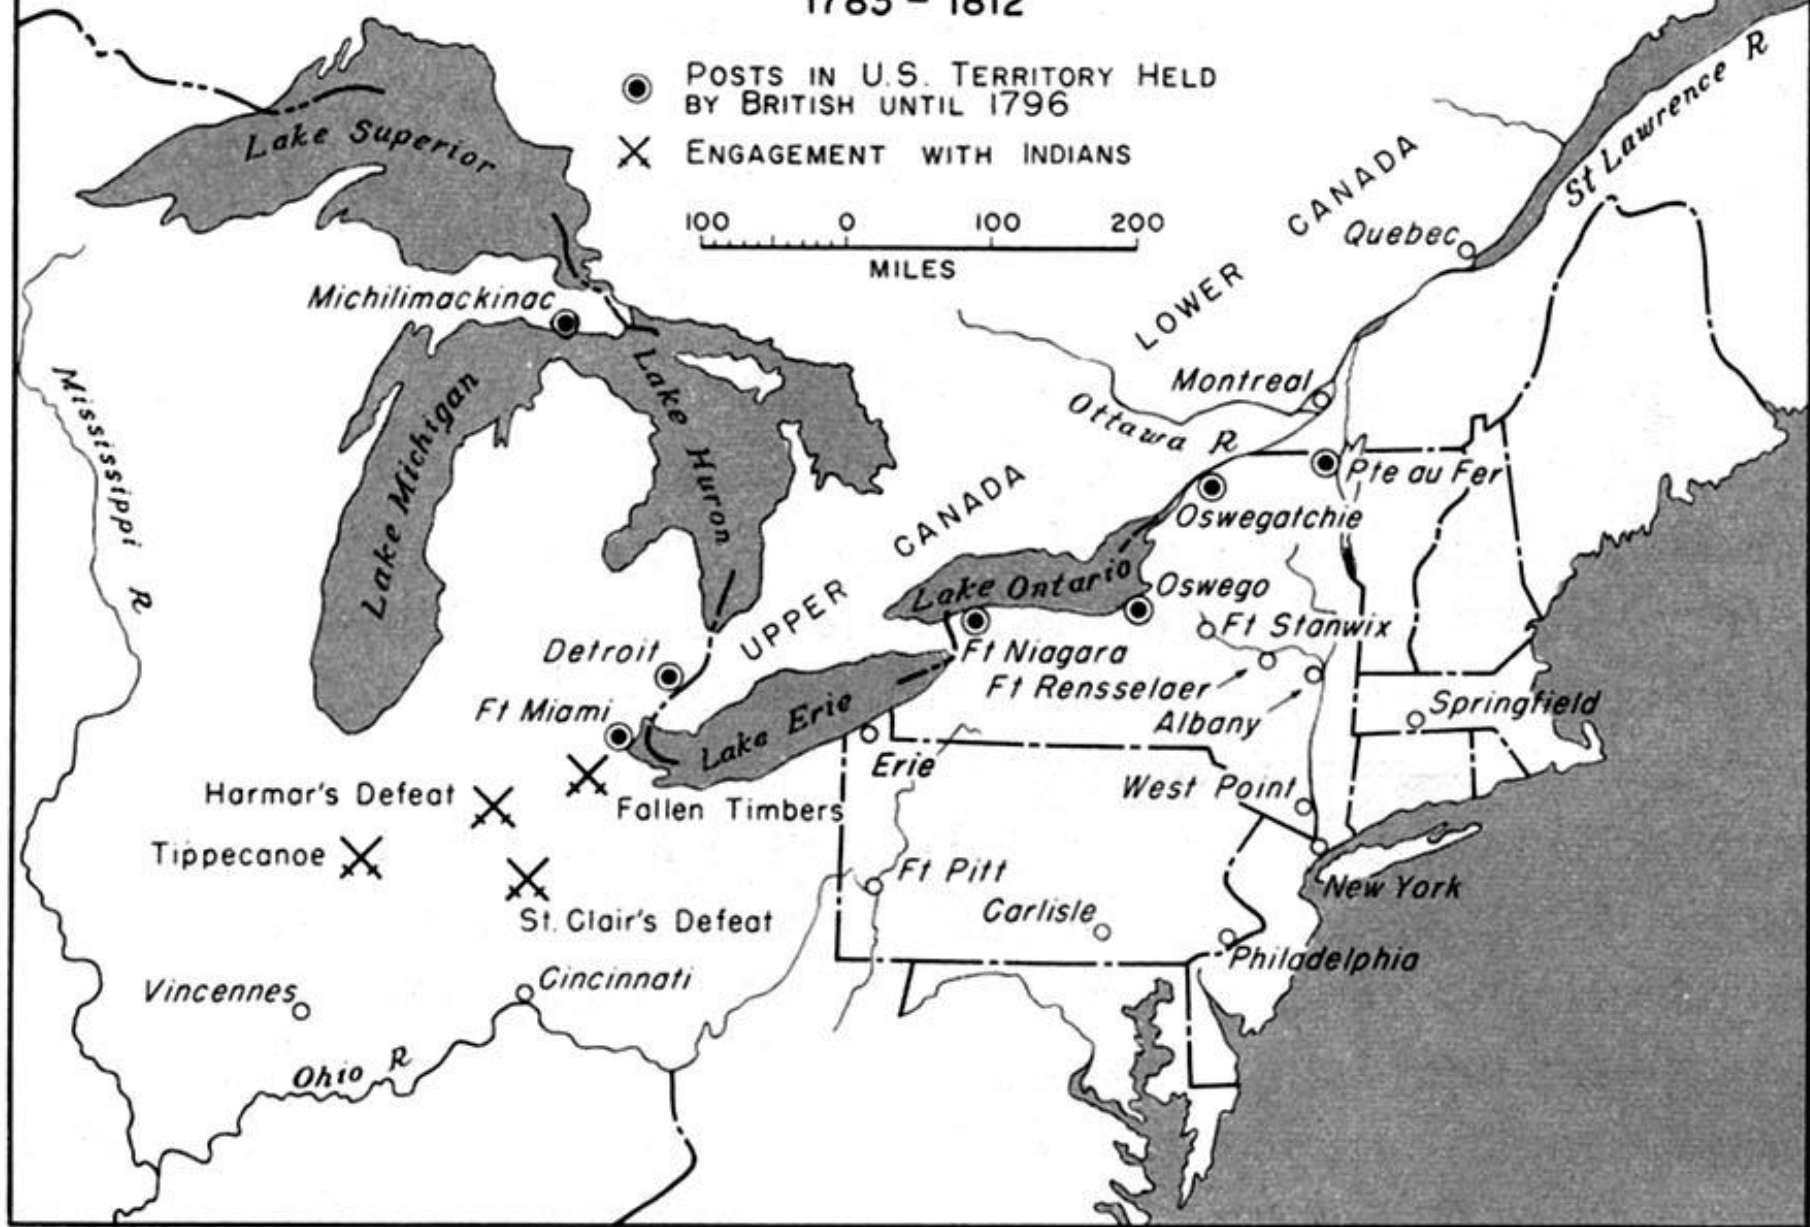 1783 - 1812
POSTS IN U.S. TERRITORY HELD
BY BRITISH UNTIL 1796
ENGAGEMENT WITH INDIANS
100 0 100 200
MILES
Lake Superior
St Lawrence R
CANADA
Quebec
LOWER
Michilimackinac
Mississippi R
Lake Michigan
Lake Huron
Montreal
Ottawa R
Pte au Fer
Oswegatchie
CANADA
UPPER
Lake Ontario
Oswego
Ft Stanwix
Ft Niagara
Ft Rensselaer
Albany
Springfield
Detroit
Ft Miami
Lake Erie
Erie
West Point
Harmar's Defeat
Fallen Timbers
Tippecanoe
St. Clair's Defeat
Ft Pitt
Carlisle
New York
Philadelphia
Vincennes
Cincinnati
Ohio R